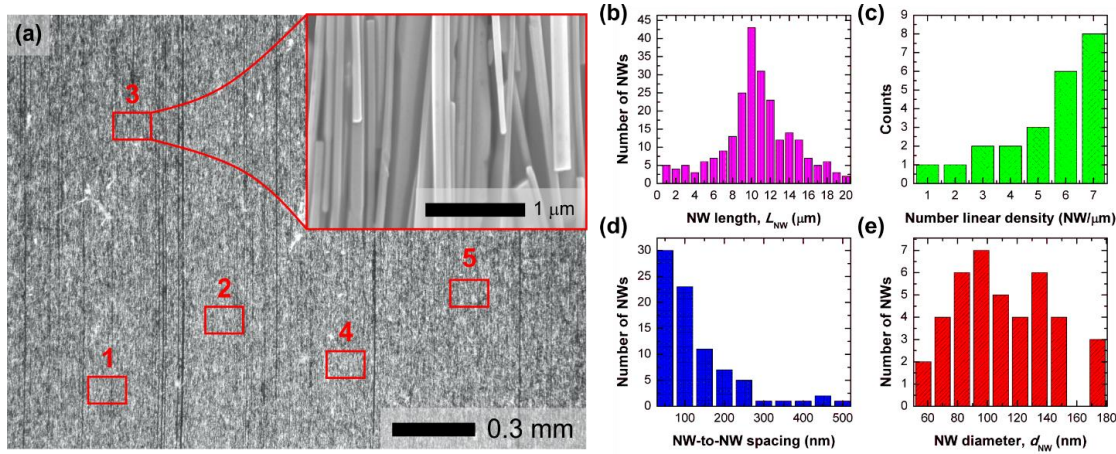 (a)
3
1 μm
5
2
4
1
0.3 mm
(b)
Number of NWs
45
40
35
30
25
20
15
10
5
0
0 2 4 6 8 10 12 14 16 18 20
NW length, LNW (μm)
(c)
Counts
9
8
7
6
5
4
3
2
1
0
1 2 3 4 5 6 7
Number linear density (NW/μm)
(d)
Number of NWs
30
25
20
15
10
5
0
100 200 300 400 500
NW-to-NW spacing (nm)
(e)
Number of NWs
7
6
5
4
3
2
1
0
60 80 100 120 140 160 180
NW diameter, dNW (nm)